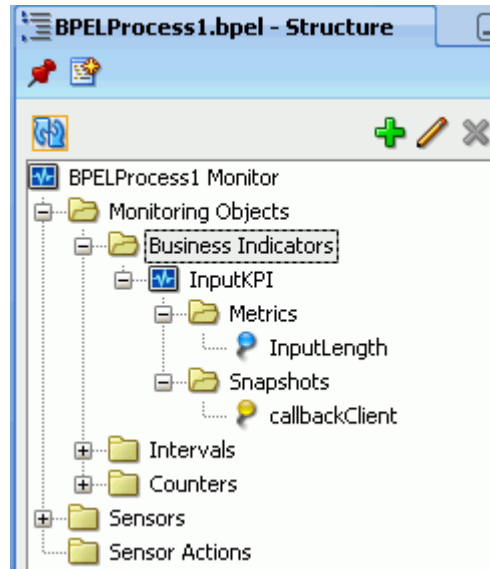 BPELProcess1.bpel - Structure
BPELProcess1 Monitor
Monitoring Objects
Business Indicators
InputKPI
Metrics
InputLength
Snapshots
callbackClient
Intervals
Counters
Sensors
Sensor Actions